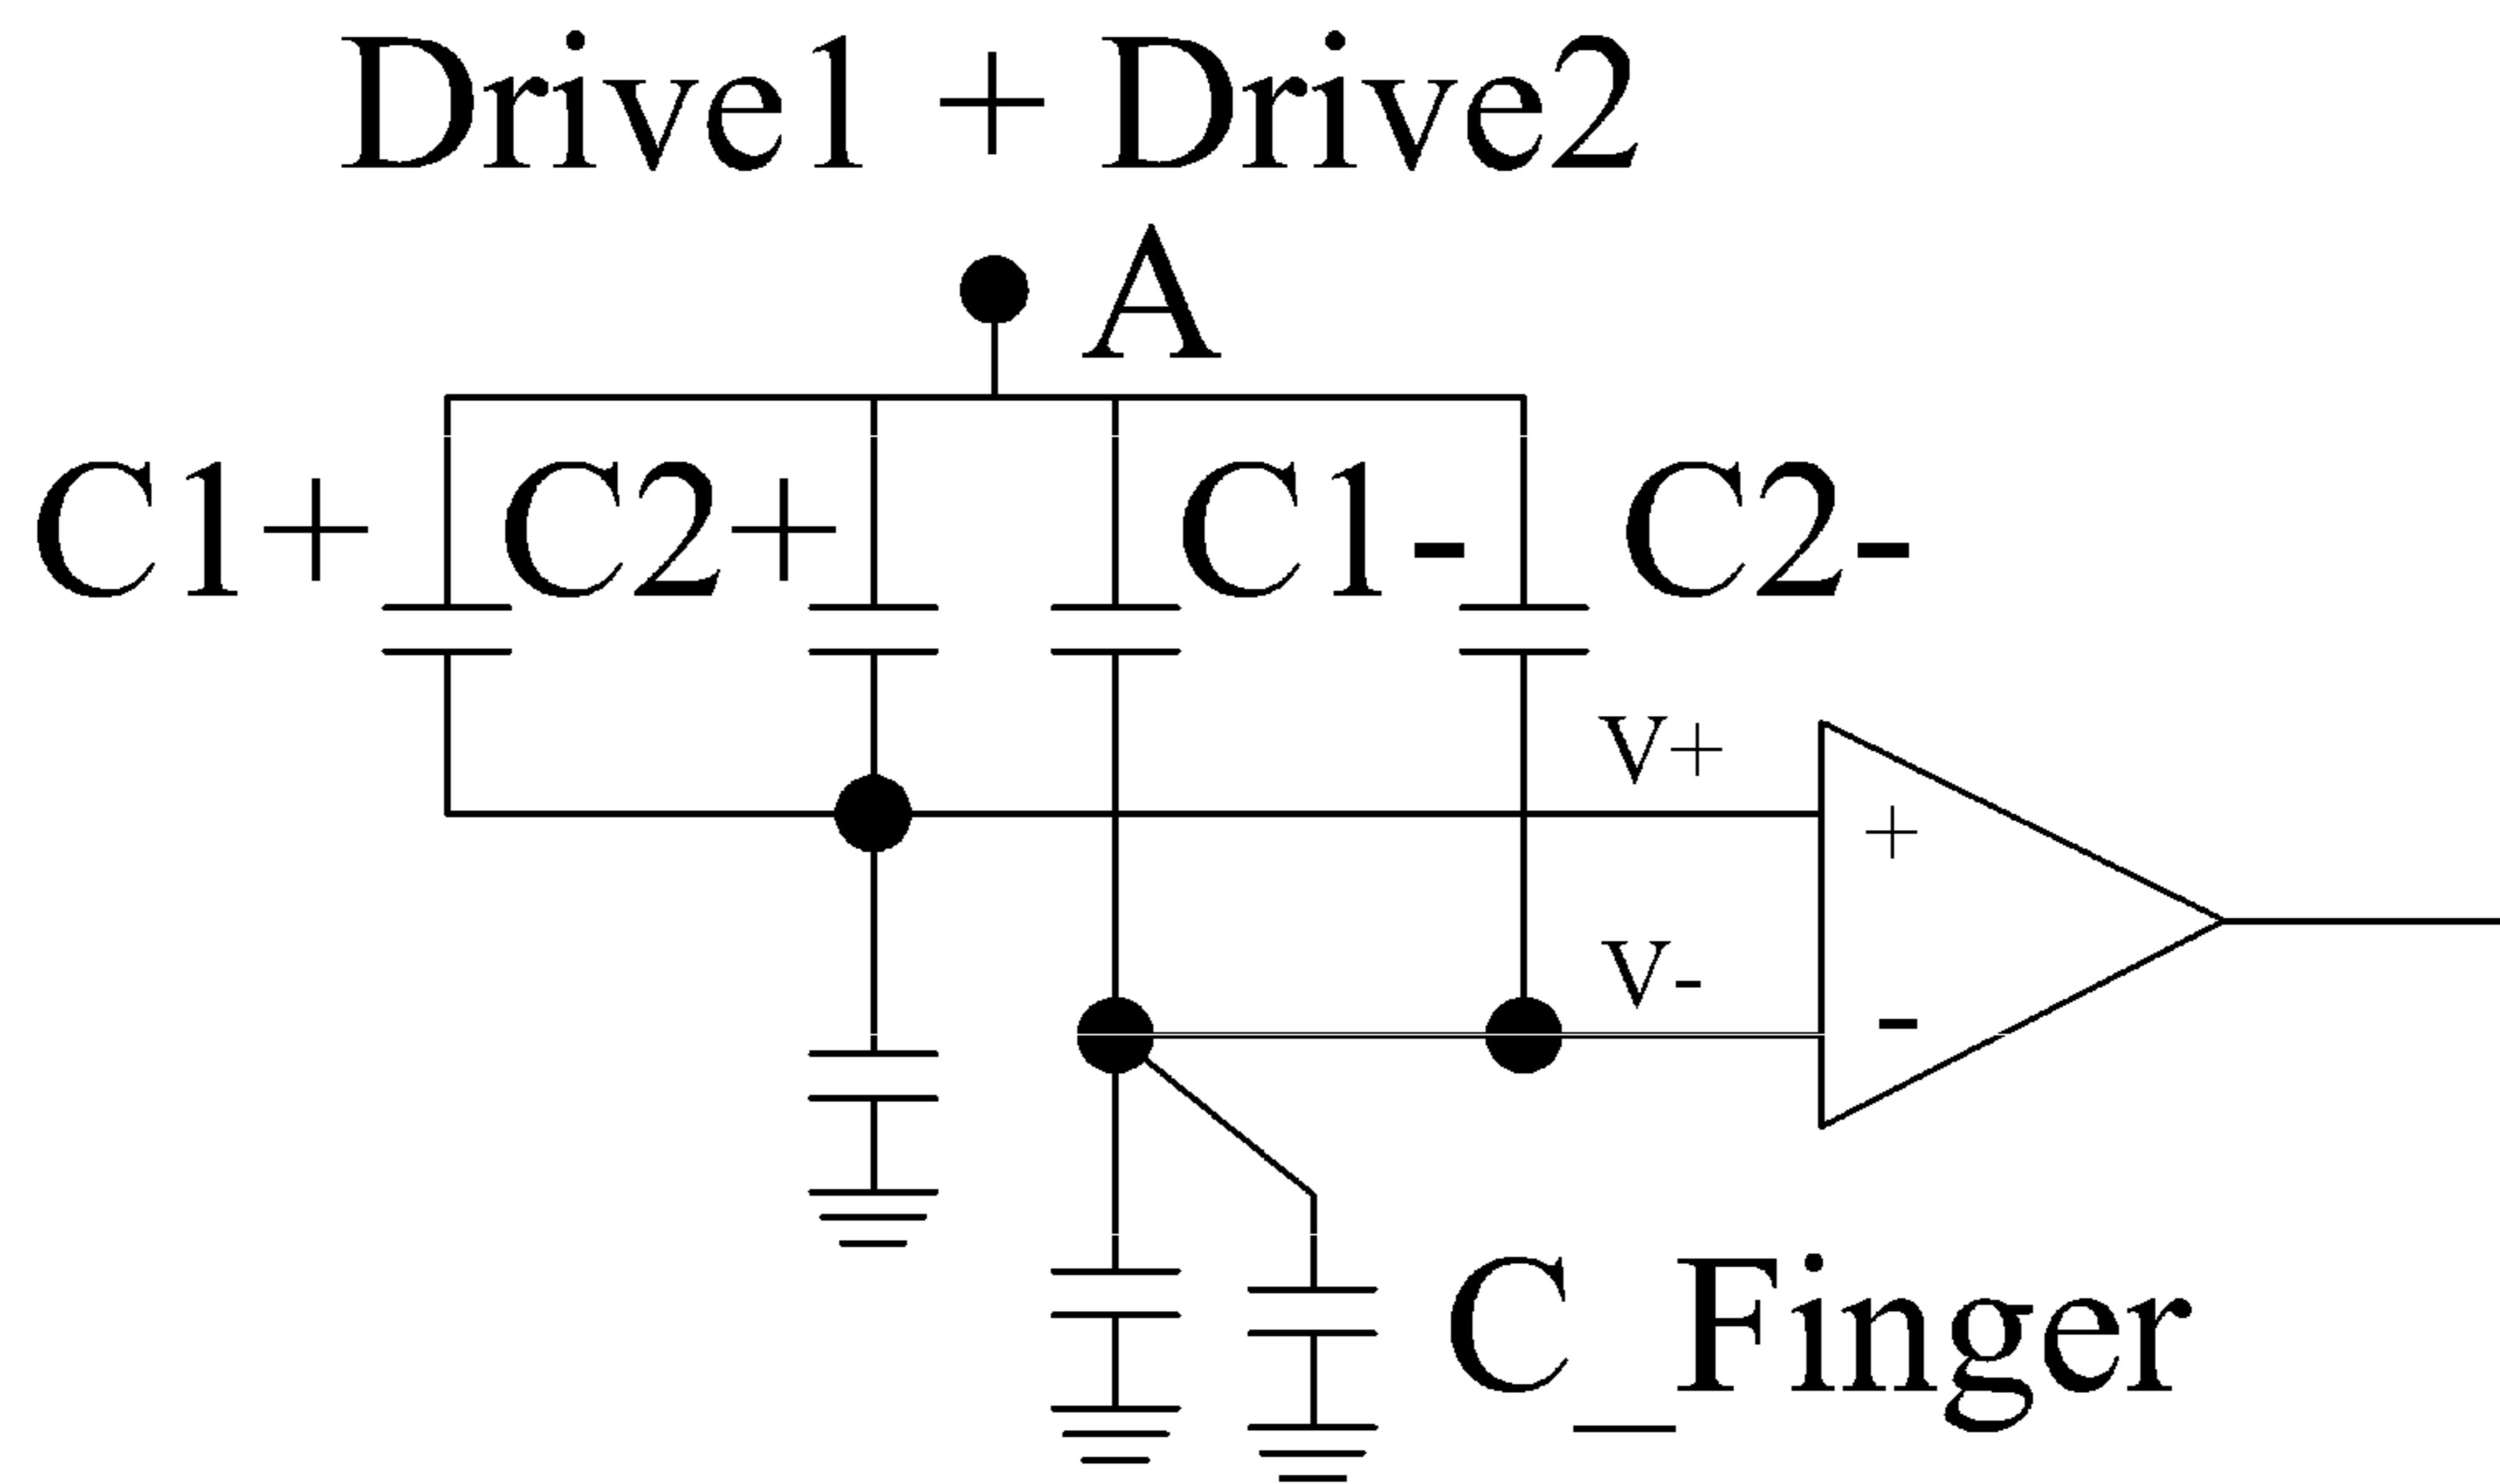 Drive1 + Drive2
A
C1+ C2+ C1- C2-
V+
+
V-
-
C_Finger